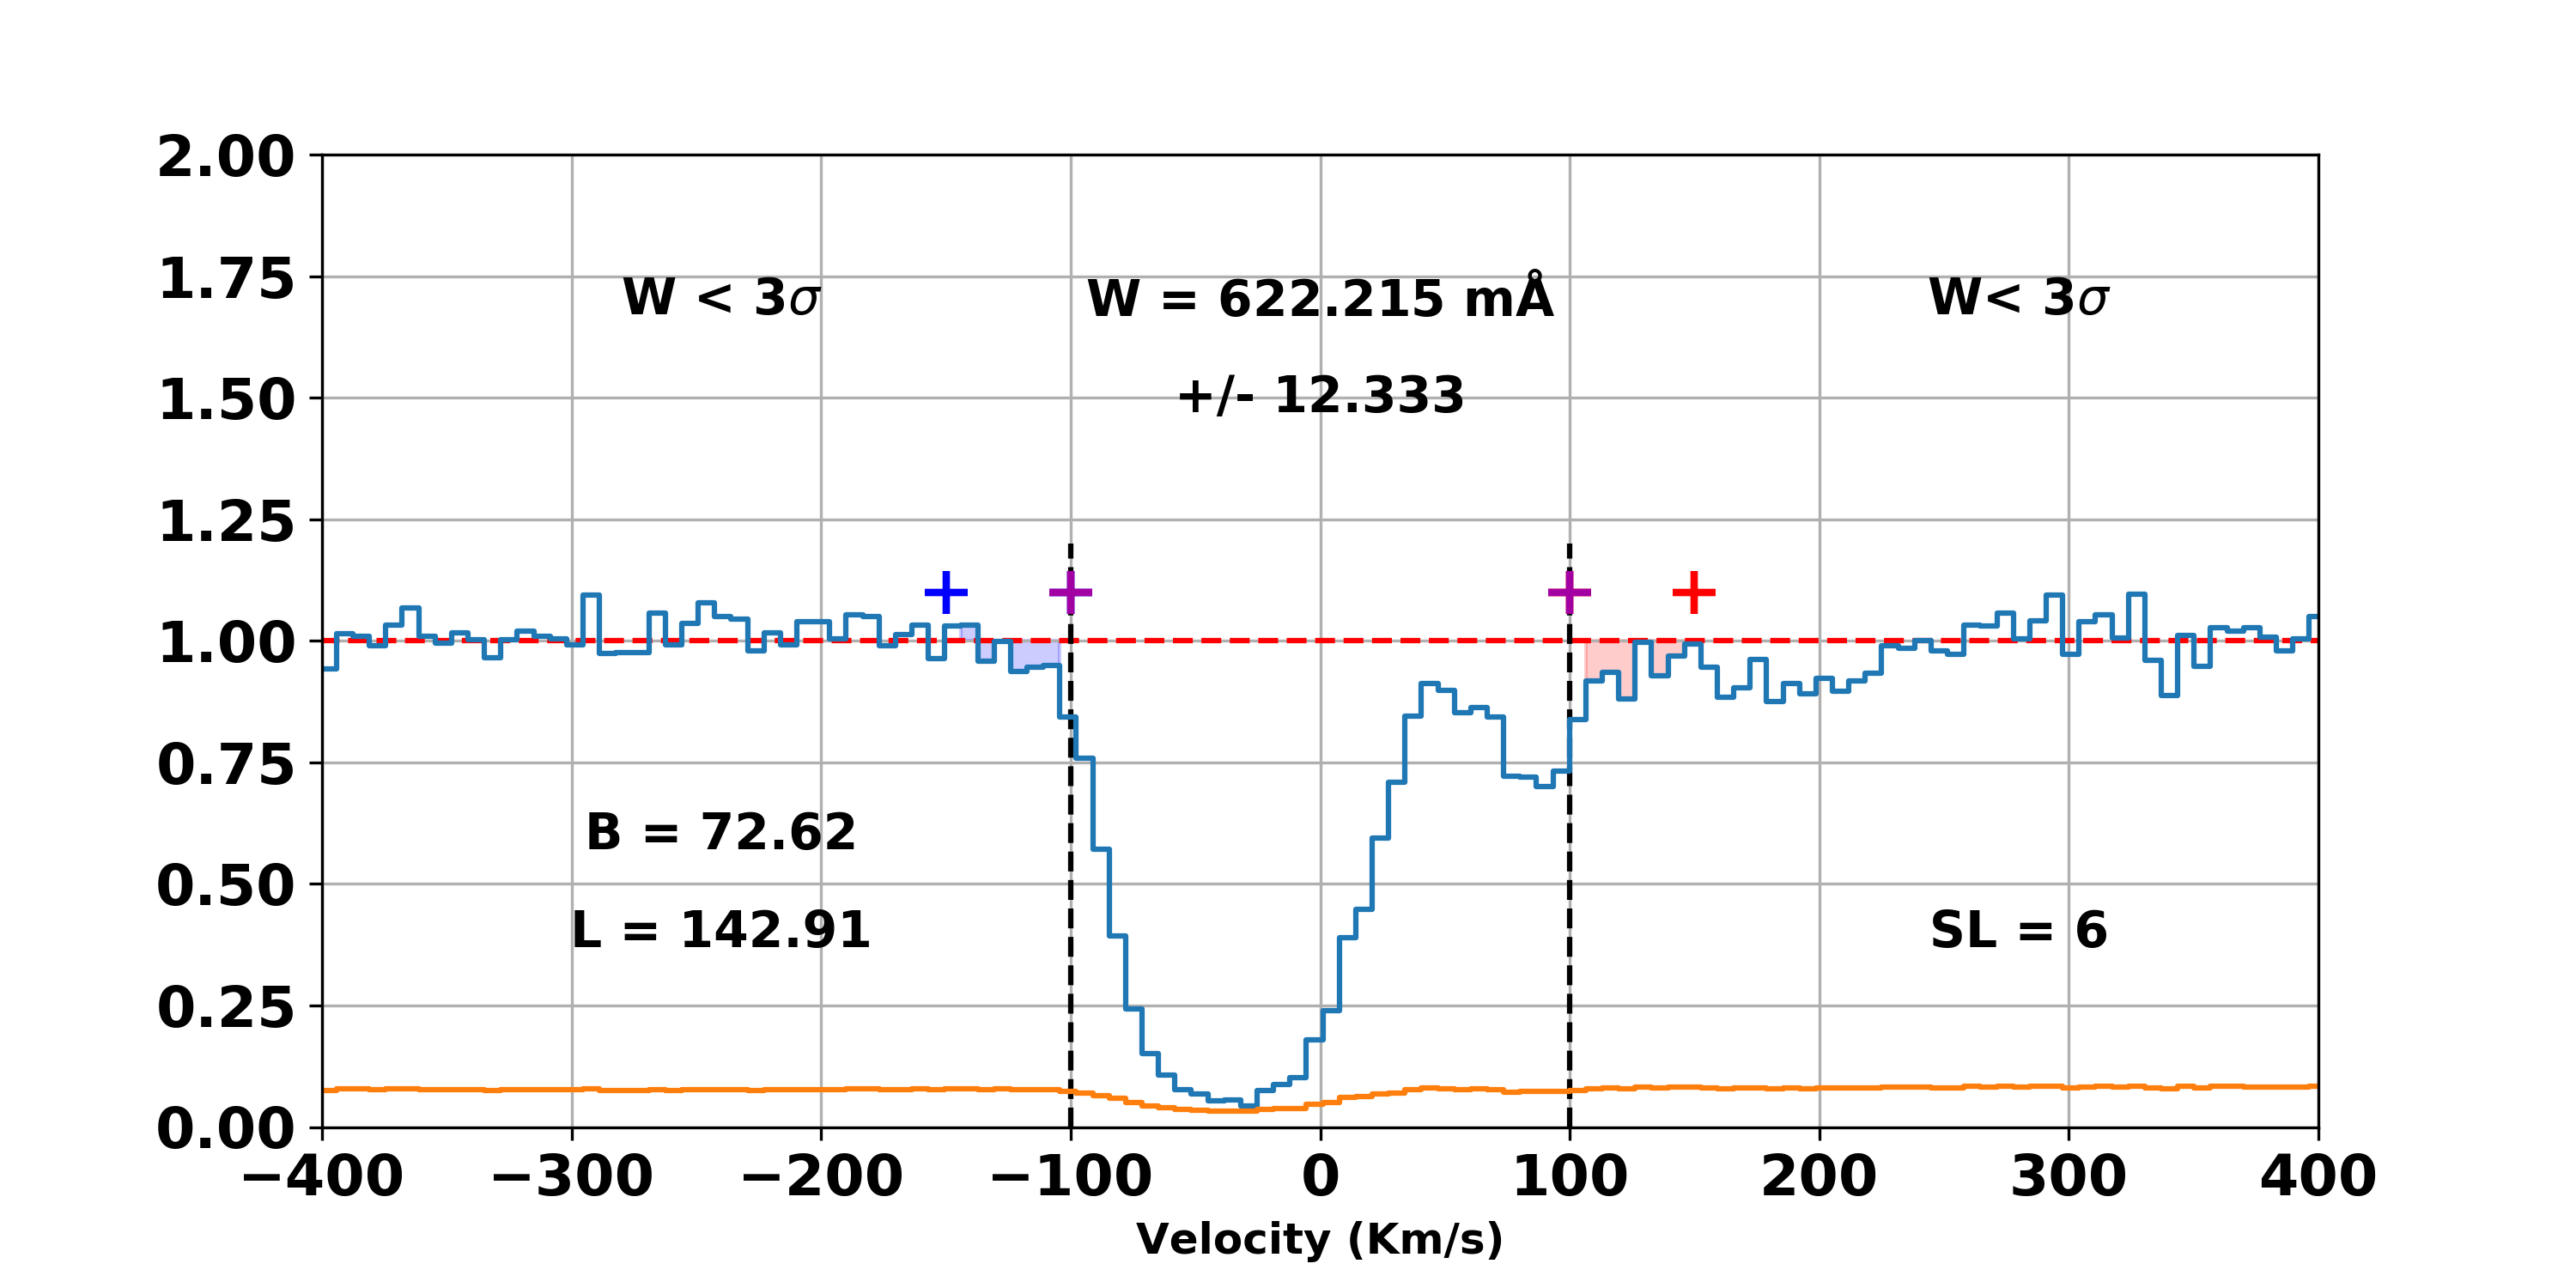 2.00
1.75
1.50
1.25
1.00
0.75
0.50
0.25
0.00
W < 3σ
W = 622.215 mÅ
+/- 12.333
W< 3σ
B = 72.62
L = 142.91
SL = 6
−400 −300 −200 −100 0 100 200 300 400
Velocity (Km/s)